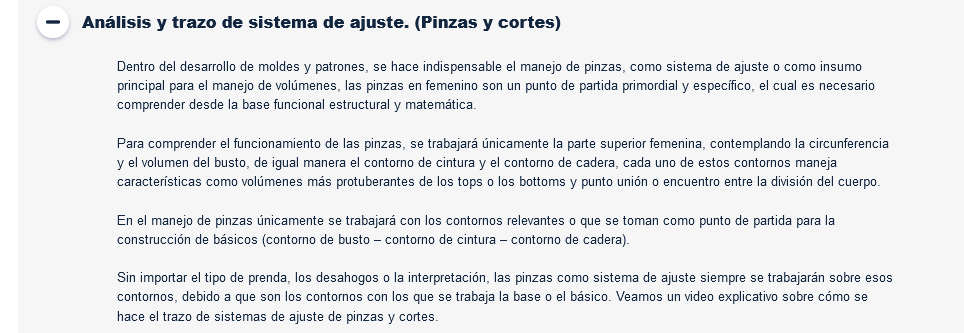 Análisis y trazo de sistema de ajuste. (Pinzas y cortes)
Dentro del desarrollo de moldes y patrones, se hace indispensable el manejo de pinzas, como sistema de ajuste o como insumo
principal para el manejo de volúmenes, las pinzas en femenino son un punto de partida primordial y específico, el cual es necesario
comprender desde la base funcional estructural y matemática.
Para comprender el funcionamiento de las pinzas, se trabajará únicamente la parte superior femenina, contemplando la circunferencia
y el volumen del busto, de igual manera el contorno de cintura y el contorno de cadera, cada uno de estos contornos maneja
características como volúmenes más protuberantes de los tops o los bottoms y punto unión o encuentro entre la división del cuerpo.
En el manejo de pinzas únicamente se trabajará con los contornos relevantes o que se toman como punto de partida para la
construcción de básicos (contorno de busto – contorno de cintura – contorno de cadera).
Sin importar el tipo de prenda, los desahogos o la interpretación, las pinzas como sistema de ajuste siempre se trabajarán sobre esos
contornos, debido a que son los contornos con los que se trabaja la base o el básico. Veamos un video explicativo sobre cómo se
hace el trazo de sistemas de ajuste de pinzas y cortes.